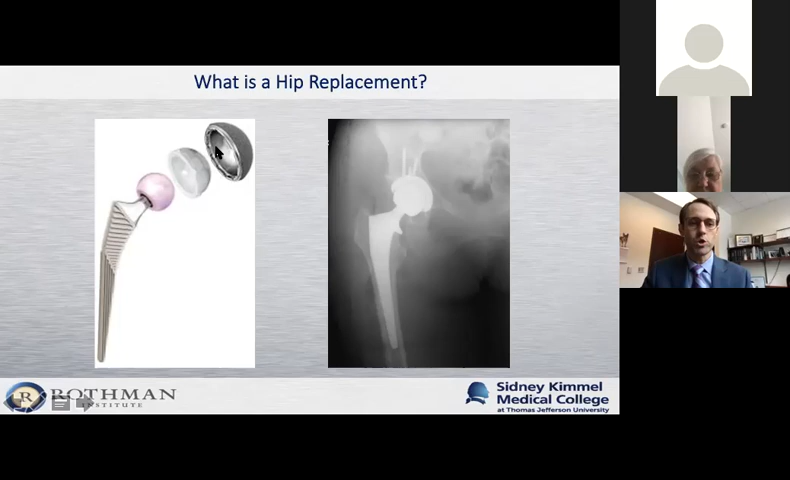 What is a Hip Replacement?
R
ROTHMAN
INSTITUTE
Sidney Kimmel
Medical College
at Thomas Jefferson University